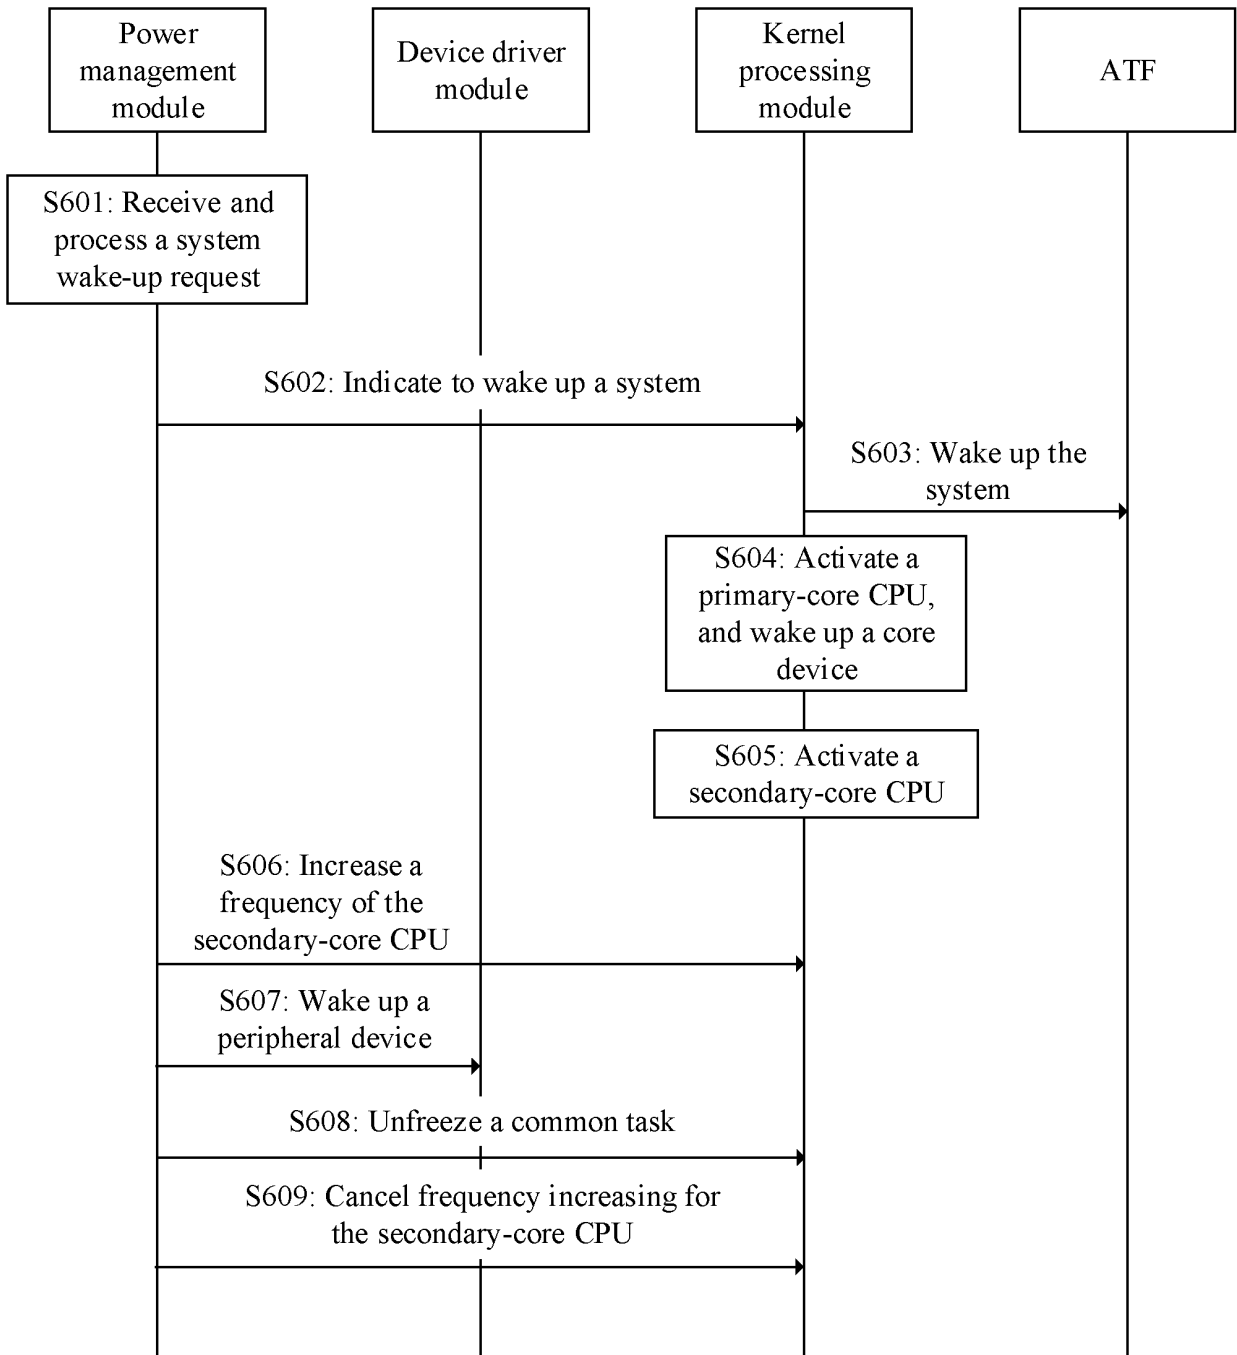 Power
management
module
Device driver
module
Kernel
processing
module
ATF
S601: Receive and
process a system
wake-up request
S602: Indicate to wake up a system
S603: Wake up the
system
S604: Activate a
primary-core CPU,
and wake up a core
device
S605: Activate a
secondary-core CPU
S606: Increase a
frequency of the
secondary-core CPU
S607: Wake up a
peripheral device
S608: Unfreeze a common task
S609: Cancel frequency increasing for
the secondary-core CPU